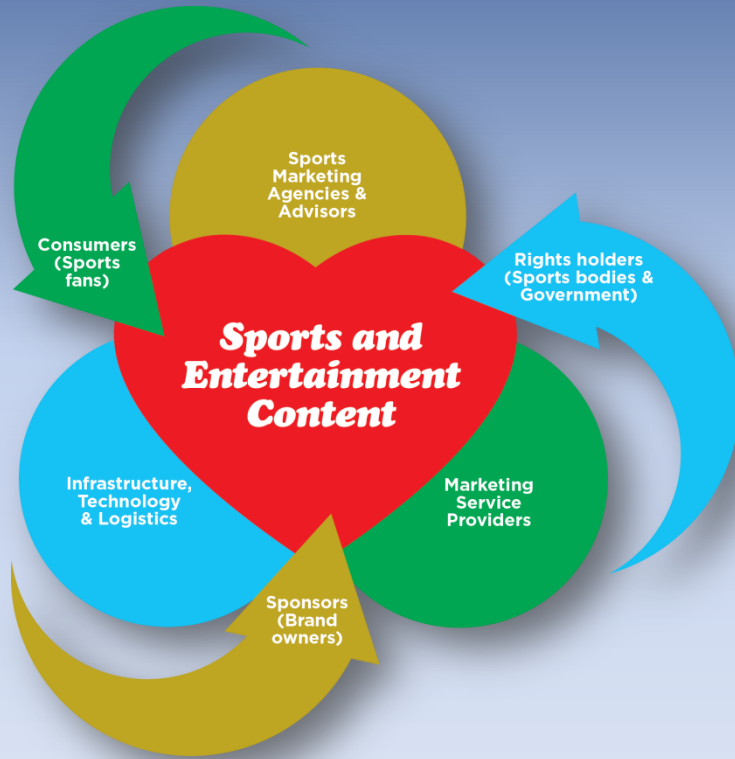 Sports
Marketing
Agencies &
Advisors
Consumers
(Sports
fans)
Rights holders
(Sports bodies &
Government)
Sports and
Entertainment
Content
Infrastructure,
Technology
& Logistics
Marketing
Service
Providers
Sponsors
(Brand
owners)